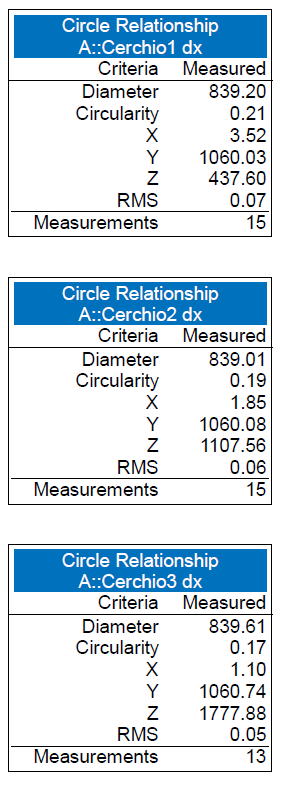 Circle Relationship
A::Cerchio1 dx
Criteria Measured
Diameter 839.20
Circularity 0.21
X 3.52
Y 1060.03
Z 437.60
RMS 0.07
Measurements 15
Circle Relationship
A::Cerchio2 dx
Criteria Measured
Diameter 839.01
Circularity 0.19
X 1.85
Y 1060.08
Z 1107.56
RMS 0.06
Measurements 15
Circle Relationship
A::Cerchio3 dx
Criteria Measured
Diameter 839.61
Circularity 0.17
X 1.10
Y 1060.74
Z 1777.88
RMS 0.05
Measurements 13